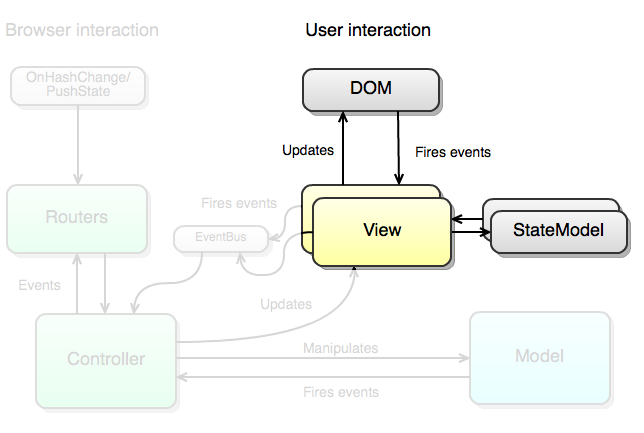 Browser interaction
User interaction
OnHashChange/
PushState
DOM
Updates
Fires events
Routers
Fires events
EventBus
View
StateModel
Events
Updates
Controller
Manipulates
Model
Fires events